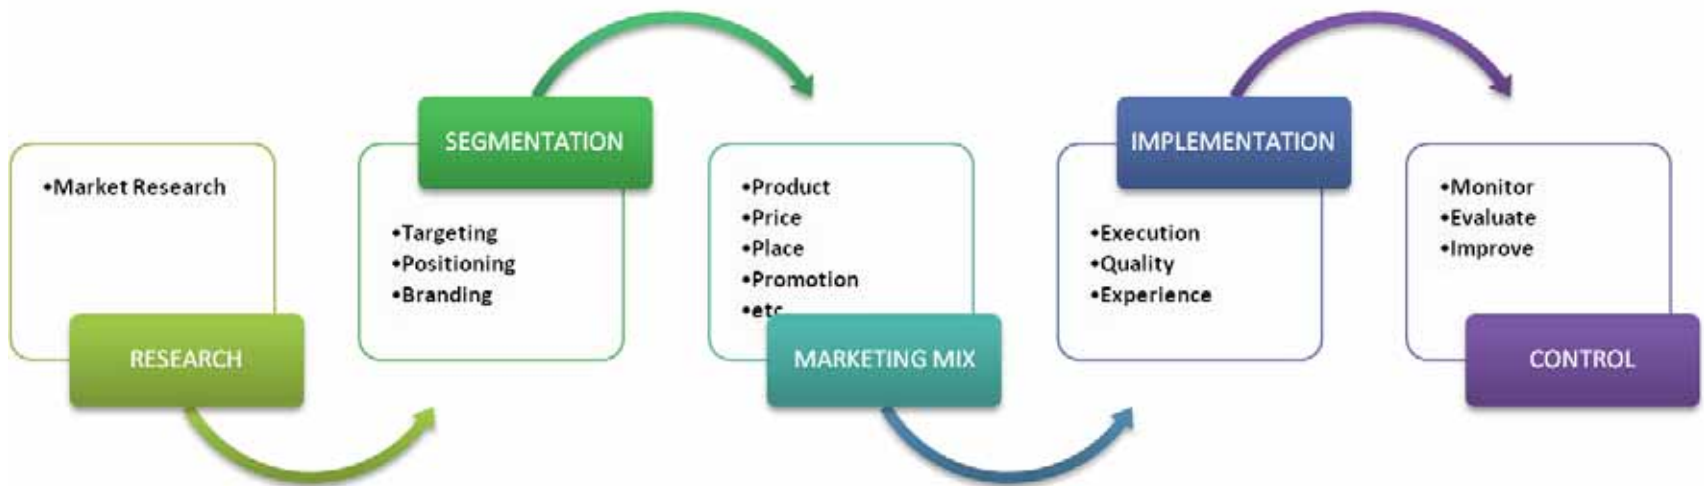 •Market Research
RESEARCH
SEGMENTATION
•Targeting
•Positioning
•Branding
•Product
•Price
•Place
•Promotion
•etc
MARKETING MIX
IMPLEMENTATION
•Execution
•Quality
•Experience
•Monitor
•Evaluate
•Improve
CONTROL